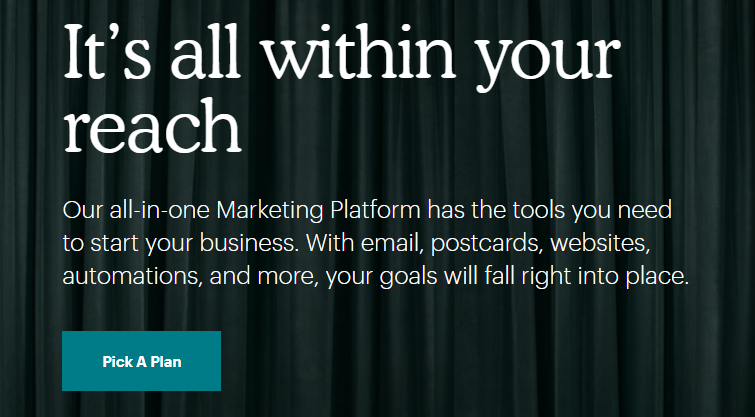 It’s all within your
reach
Our all-in-one Marketing Platform has the tools you need
to start your business. With email, postcards, websites,
automations, and more, your goals will fall right into place.
Pick A Plan